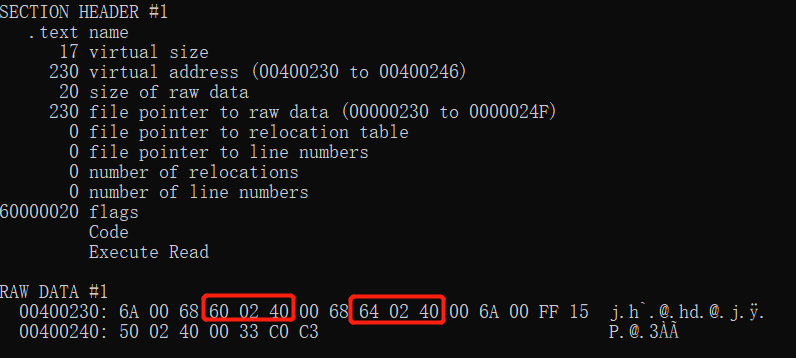 SECTION HEADER #1
   .text name
      17 virtual size
     230 virtual address (00400230 to 00400246)
      20 size of raw data
     230 file pointer to raw data (00000230 to 0000024F)
       0 file pointer to relocation table
       0 file pointer to line numbers
       0 number of relocations
       0 number of line numbers
60000020 flags
         Code
         Execute Read
RAW DATA #1
  00400230: 6A 00 68 60 02 40 00 68 64 02 40 00 6A 00 FF 15  j.h`.@.hd.@.j.ÿ.
  00400240: 50 02 40 00 33 C0 C3                             P.@.3ÀÃ